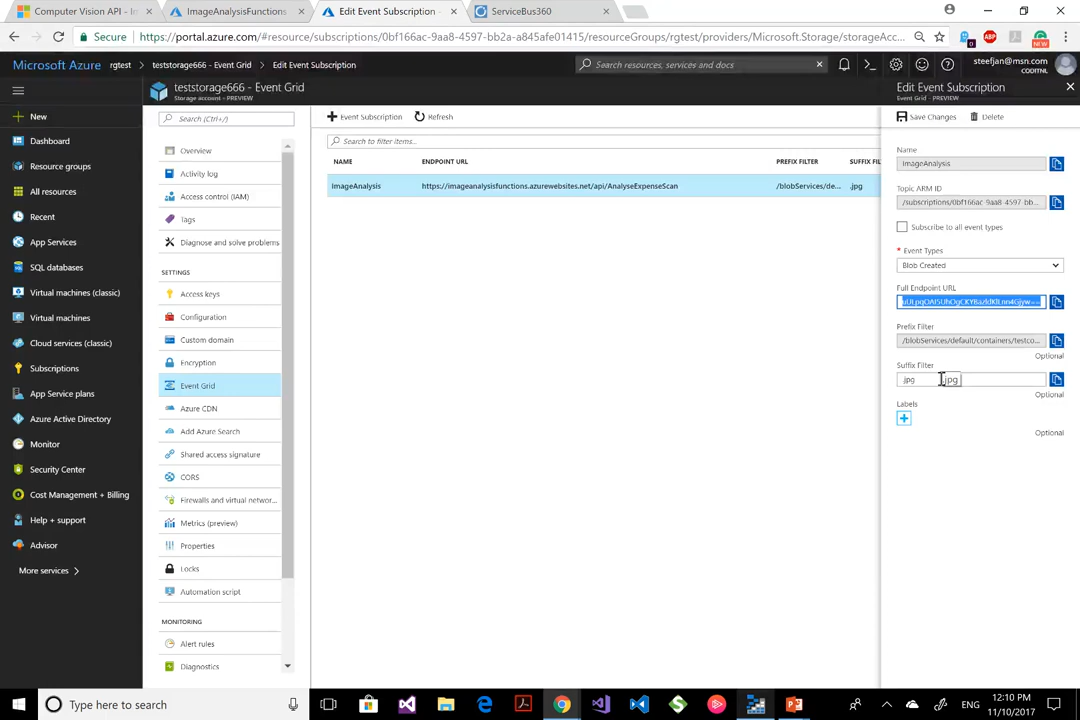 Computer Vision API - I
ImageAnalysisFunctions
Edit Event Subscription
ServiceBus360
Secure
https://portal.azure.com/#resource/subscriptions/0bf166ac-9aa8-4597-bb2a-a845afe01415/resourceGroups/rgtest/providers/Microsoft.Storage/storageAcc...
Microsoft Azure
rgtest
teststorage666 - Event Grid
Edit Event Subscription
Search resources, services and docs
steefjan@msn.com
CODITNL
New
Dashboard
Resource groups
All resources
Recent
App Services
SQL databases
Virtual machines (classic)
Virtual machines
Cloud services (classic)
Subscriptions
App Service plans
Azure Active Directory
Monitor
Security Center
Cost Management + Billing
Help + support
Advisor
More services
teststorage666 - Event Grid
Storage account - PREVIEW
Search (Ctrl+/)
Overview
Activity log
Access control (IAM)
Tags
Diagnose and solve problems
SETTINGS
Access keys
Configuration
Custom domain
Encryption
Event Grid
Azure CDN
Add Azure Search
Shared access signature
CORS
Firewalls and virtual networ...
Metrics (preview)
Properties
Locks
Automation script
MONITORING
Alert rules
Diagnostics
Event Subscription
Refresh
Search to filter items...
NAME
ENDPOINT URL
PREFIX FILTER
SUFFIX FIL
ImageAnalysis
https://imageanalysisfunctions.azurewebsites.net/api/AnalyseExpenseScan
/blobServices/de...
.jpg
Edit Event Subscription
Event Grid - PREVIEW
Save Changes
Delete
Name
ImageAnalysis
Topic ARM ID
/subscriptions/0bf166ac-9aa8-4597-bb...
Subscribe to all event types
* Event Types
Blob Created
Full Endpoint URL
Prefix Filter
/blobServices/default/containers/testco...
Optional
Suffix Filter
.jpg
.jpg
Optional
Labels
Optional
Type here to search
ENG
12:10 PM
11/10/2017